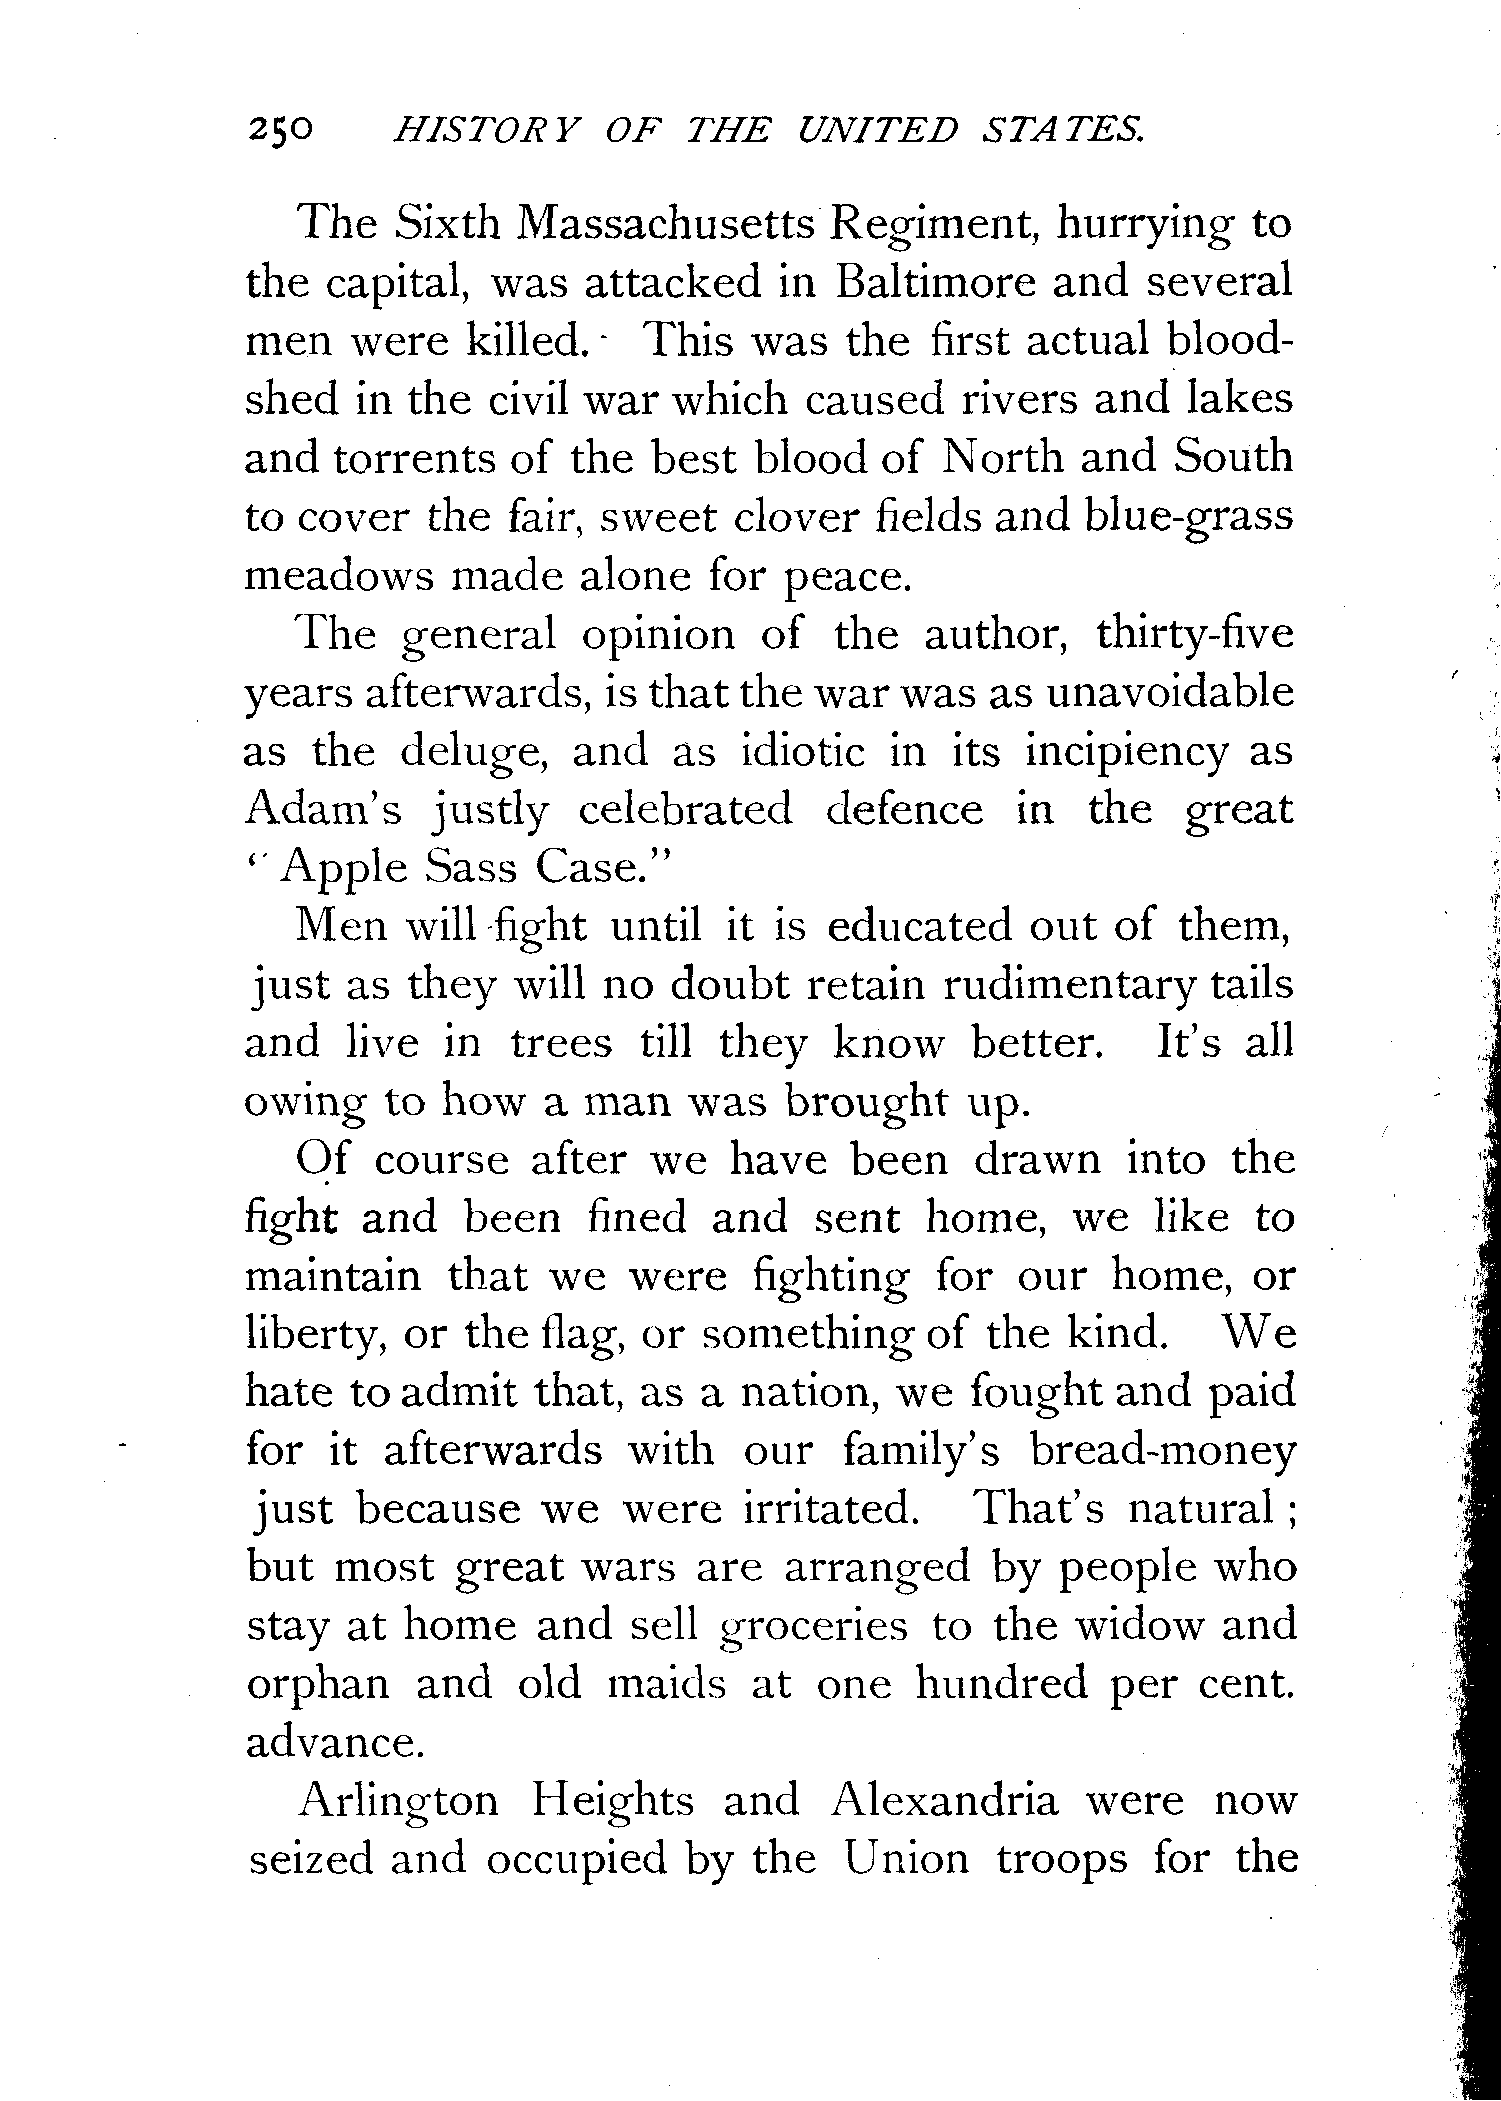 250 HISTORY OF THE UNITED STATES.
The Sixth Massachusetts Regiment, hurrying to
the capital, was attacked in Baltimore and several
men were killed. This was the first actual blood-
shed in the civil war which caused rivers and lakes
and torrents of the best blood of North and South
to cover the fair, sweet clover fields and blue-grass
meadows made alone for peace.
The general opinion of the author, thirty-five
years afterwards, is that the war was as unavoidable
as the deluge, and as idiotic in its incipiency as
Adam's justly celebrated defence in the great
“Apple Sass Case.”
Men will fight until it is educated out of them,
just as they will no doubt retain rudimentary tails
and live in trees till they know better. It's all
owing to how a man was brought up.
Of course after we have been drawn into the
fight and been fined and sent home, we like to
maintain that we were fighting for our home, or
liberty, or the flag, or something of the kind. We
hate to admit that, as a nation, we fought and paid
for it afterwards with our family's bread-money
just because we were irritated. That's natural ;
but most great wars are arranged by people who
stay at home and sell groceries to the widow and
orphan and old maids at one hundred per cent.
advance.
Arlington Heights and Alexandria were now
seized and occupied by the Union troops for the